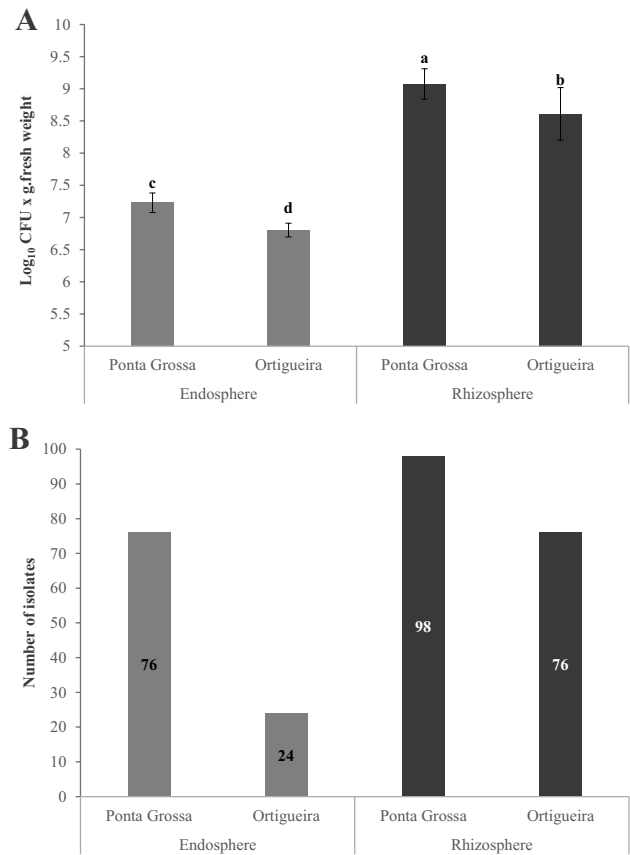 A
10
9.5
9
8.5
8
7.5
7
6.5
6
5.5
5
Log₁₀ CFU x g.fresh weight
c
d
a
b
Ponta Grossa Ortigueira Ponta Grossa Ortigueira
Endosphere Rhizosphere
B
100
90
80
70
60
50
40
30
20
10
0
Number of isolates
76
24
98
76
Ponta Grossa Ortigueira Ponta Grossa Ortigueira
Endosphere Rhizosphere